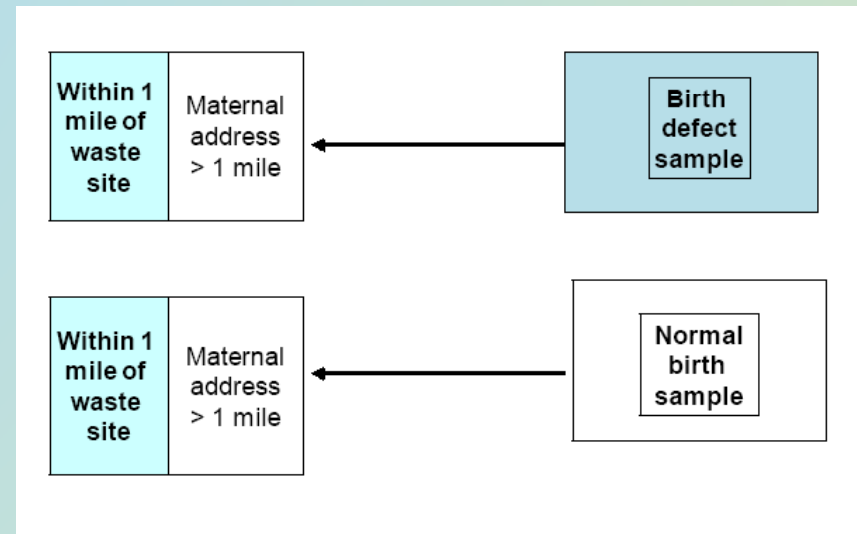 Within 1
mile of
waste
site
Maternal
address
> 1 mile
Birth
defect
sample
Within 1
mile of
waste
site
Maternal
address
> 1 mile
Normal
birth
sample